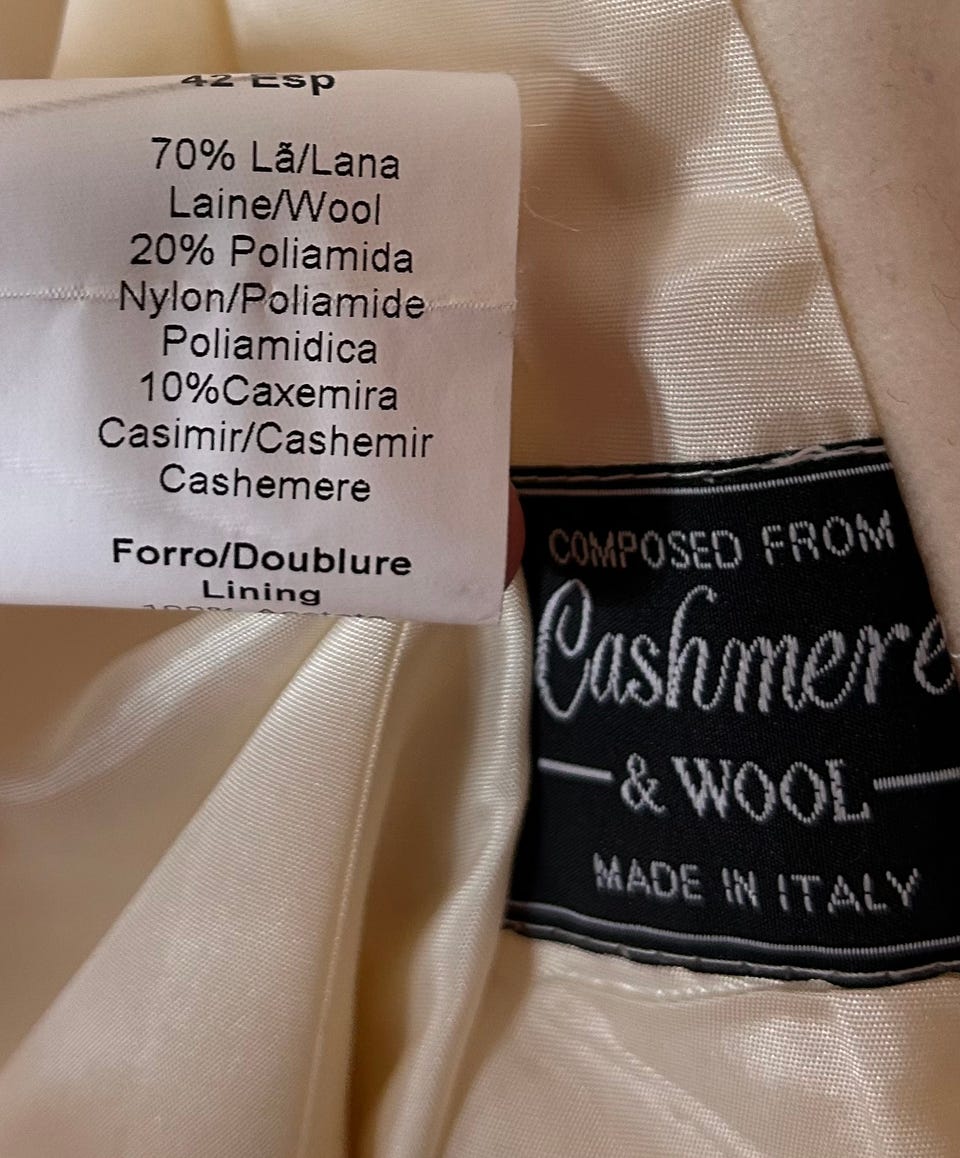 42 Esp
70% Lã/Lana
Laine/Wool
20% Poliamida
Nylon/Poliamide
Poliamidica
10%Caxemira
Casimir/Cashemir
Cashemere
Forro/Doublure
Lining
COMPOSED FROM
Cashmere
& WOOL
MADE IN ITALY